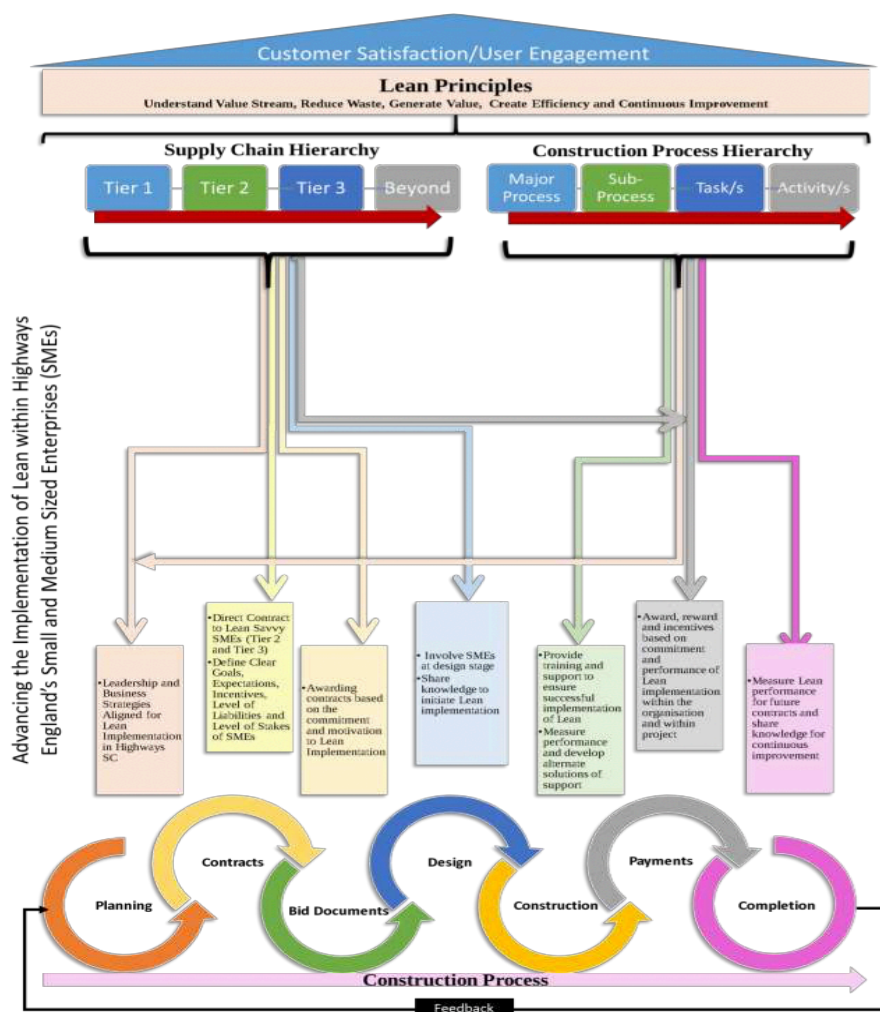 Customer Satisfaction/User Engagement
Lean Principles
Understand Value Stream, Reduce Waste, Generate Value, Create Efficiency and Continuous Improvement
Supply Chain Hierarchy
Construction Process Hierarchy
Tier 1
Tier 2
Tier 3
Beyond
Major
Process
Sub-
Process
Task/s
Activity/s
Advancing the Implementation of Lean within Highways
England's Small and Medium Sized Enterprises (SMEs)
•Leadership and
Business
Strategies
Aligned for
Lean
Implementation
in Highways
SC
•Direct Contract
to Lean Savvy
SMEs (Tier 2
and Tier 3)
•Define Clear
Goals,
Expectations,
Incentives,
Level of
Liabilities and
Level of Stakes
of SMEs
•Awarding
contracts based
on the
commitment
and motivation
to Lean
Implementation
• Involve SMEs
at design stage
•Share
knowledge to
initiate Lean
implementation
•Provide
training and
support to
ensure
successful
implementation
of Lean
•Measure
performance
and develop
alternate
solutions of
support
•Award, reward
and incentives
based on
commitment
and
performance of
Lean
implementation
within the
organisation
and within
project
•Measure Lean
performance
for future
contracts and
share
knowledge for
continuous
improvement
Planning
Contracts
Bid Documents
Design
Construction
Payments
Completion
Construction Process
Feedback